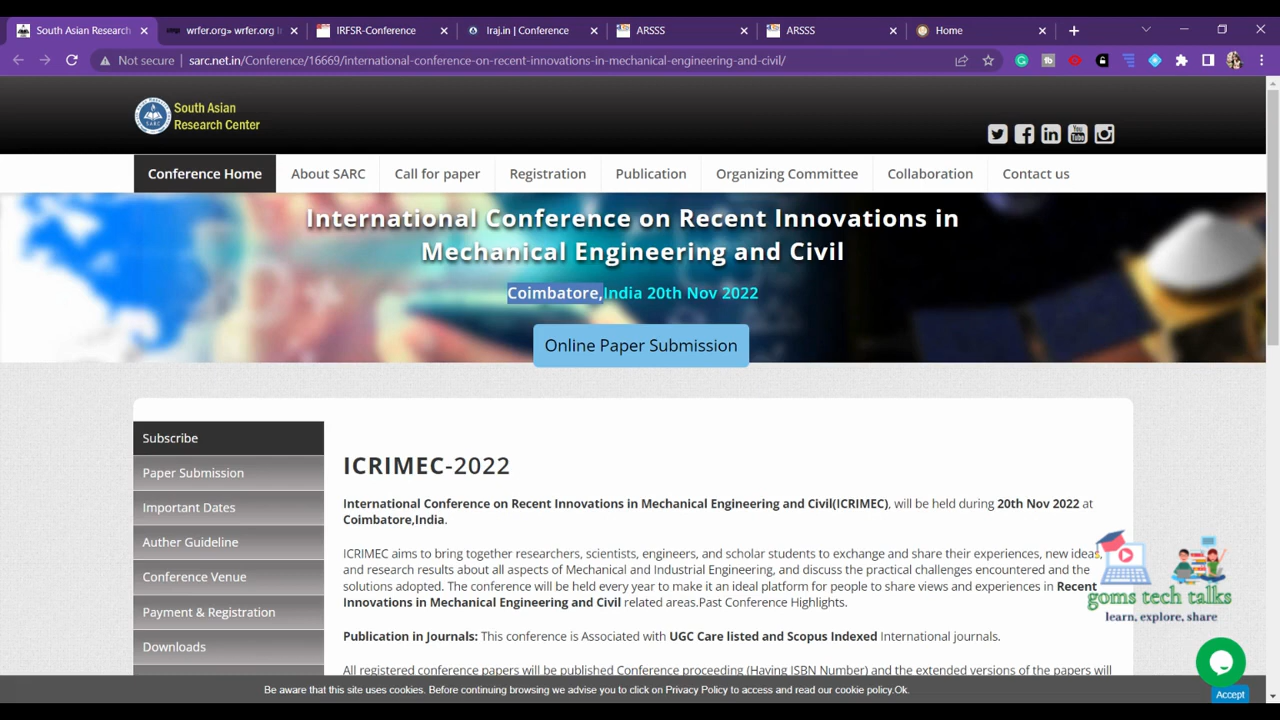 South Asian Research
wrfer.org» wrfer.org I
IRFSR-Conference
Iraj.in | Conference
ARSSS
ARSSS
Home
Not secure
sarc.net.in/Conference/16669/international-conference-on-recent-innovations-in-mechanical-engineering-and-civil/
South Asian
Research Center
Conference Home
About SARC
Call for paper
Registration
Publication
Organizing Committee
Collaboration
Contact us
International Conference on Recent Innovations in
Mechanical Engineering and Civil
Coimbatore,India 20th Nov 2022
Online Paper Submission
Subscribe
Paper Submission
Important Dates
Auther Guideline
Conference Venue
Payment & Registration
Downloads
ICRIMEC-2022
International Conference on Recent Innovations in Mechanical Engineering and Civil(ICRIMEC), will be held during 20th Nov 2022 at
Coimbatore,India.
ICRIMEC aims to bring together researchers, scientists, engineers, and scholar students to exchange and share their experiences, new ideas,
and research results about all aspects of Mechanical and Industrial Engineering, and discuss the practical challenges encountered and the
solutions adopted. The conference will be held every year to make it an ideal platform for people to share views and experiences in Recent
Innovations in Mechanical Engineering and Civil related areas.Past Conference Highlights.
Publication in Journals: This conference is Associated with UGC Care listed and Scopus Indexed International journals.
All registered conference papers will be published Conference proceeding (Having ISBN Number) and the extended versions of the papers will
goms tech talks
learn, explore, share
Be aware that this site uses cookies. Before continuing browsing we advise you to click on Privacy Policy to access and read our cookie policy.Ok.
Accept